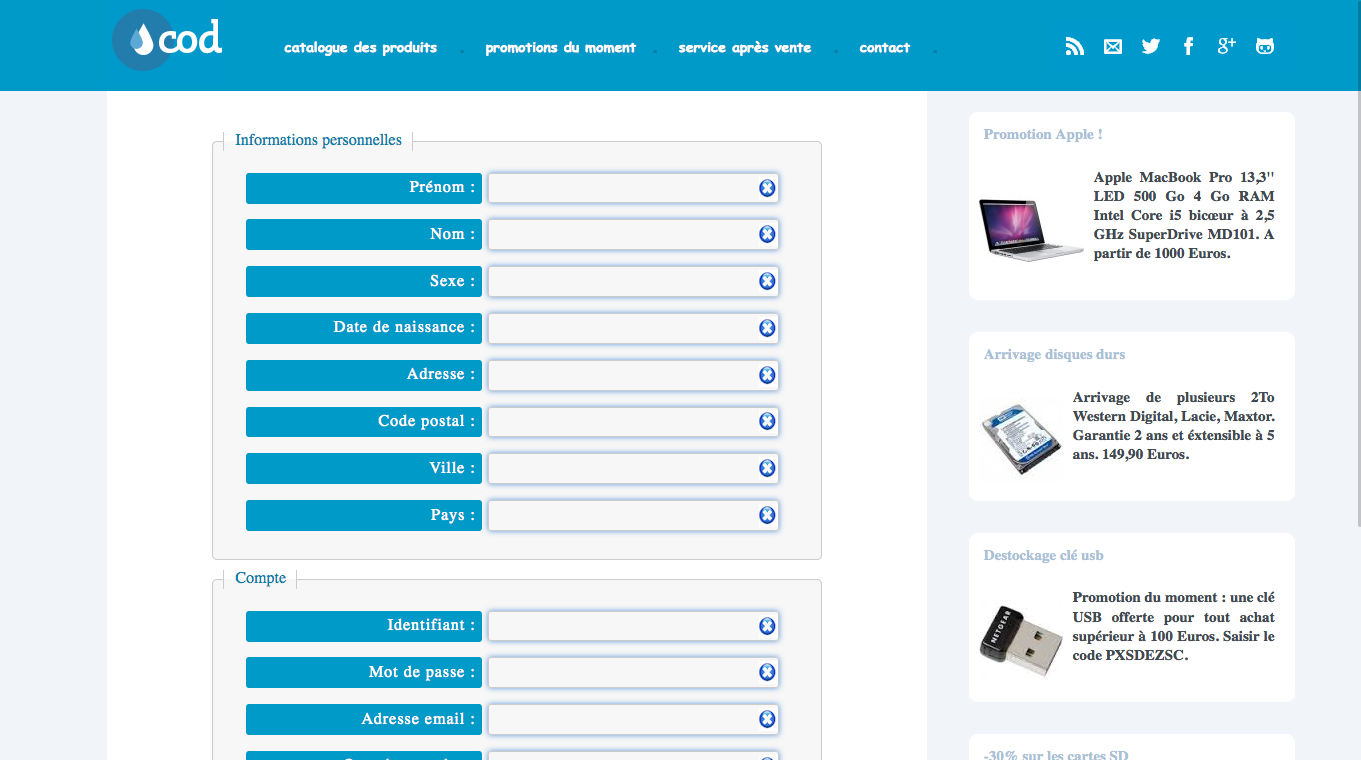 cod
catalogue des produits
promotions du moment
service après vente
contact
Informations personnelles
Prénom :
Nom :
Sexe :
Date de naissance :
Adresse :
Code postal :
Ville :
Pays :
Compte
Identifiant :
Mot de passe :
Adresse email :
Promotion Apple !
Apple MacBook Pro 13,3''
LED 500 Go 4 Go RAM
Intel Core i5 bicœur à 2,5
GHz SuperDrive MD101. A
partir de 1000 Euros.
Arrivage disques durs
Arrivage de plusieurs 2To
Western Digital, Lacie, Maxtor.
Garantie 2 ans et éxtensible à 5
ans. 149,90 Euros.
Destockage clé usb
NETGEAR
Promotion du moment : une clé
USB offerte pour tout achat
supérieur à 100 Euros. Saisir le
code PXSDEZSC.
-30% sur les cartes SD